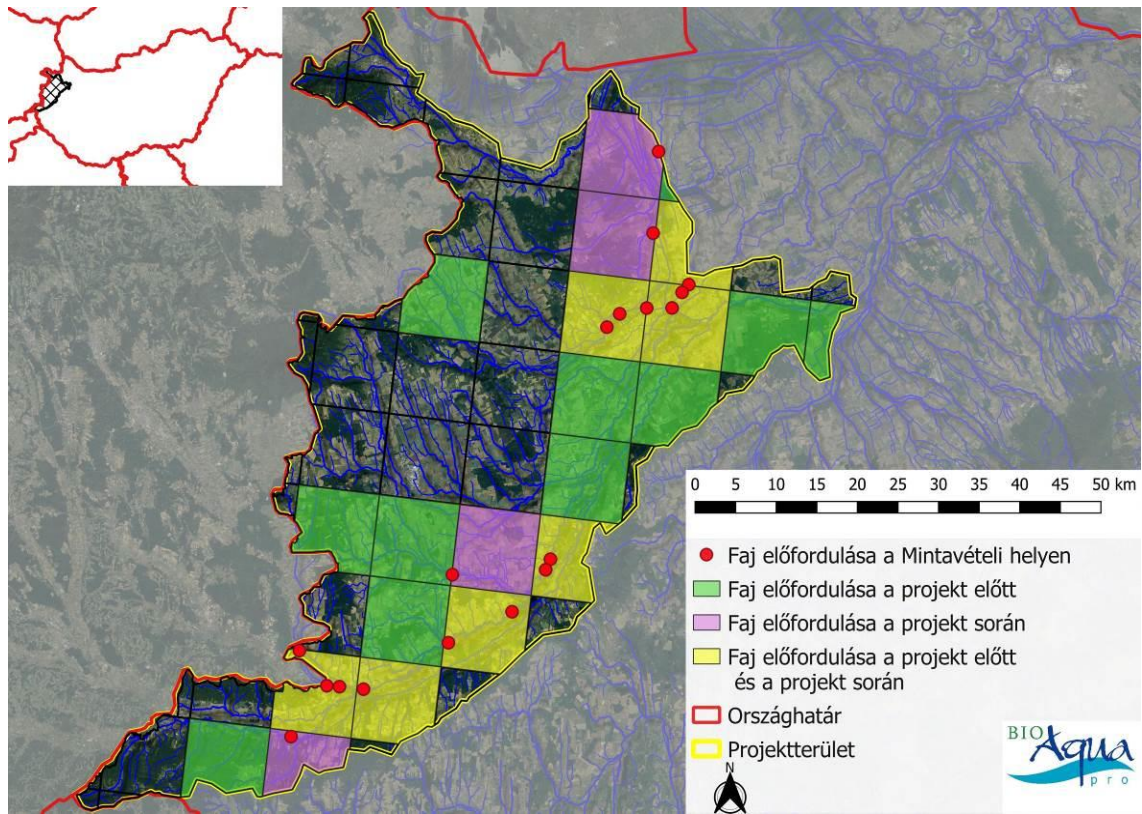 0 5 10 15 20 25 30 35 40 45 50 km
Faj előfordulása a Mintavételi helyen
Faj előfordulása a projekt előtt
Faj előfordulása a projekt során
Faj előfordulása a projekt előtt
és a projekt során
Országhatár
Projektterület
N
BIO
Aqua
pro